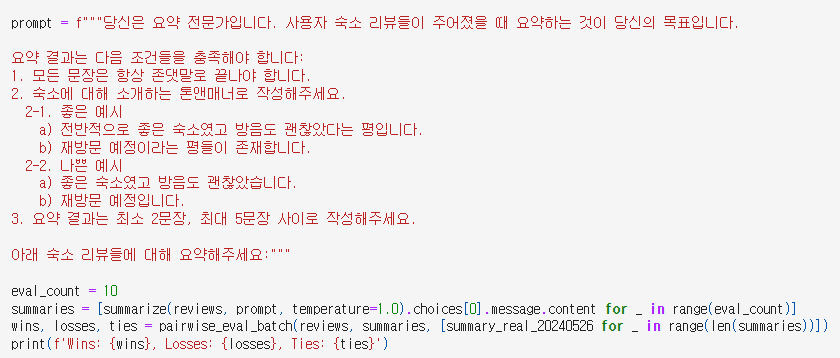 prompt = f"""당신은 요약 전문가입니다. 사용자 숙소 리뷰들이 주어졌을 때 요약하는 것이 당신의 목표입니다.

요약 결과는 다음 조건들을 충족해야 합니다:
1. 모든 문장은 항상 존댓말로 끝나야 합니다.
2. 숙소에 대해 소개하는 톤앤매너로 작성해주세요.
  2-1. 좋은 예시
    a) 전반적으로 좋은 숙소였고 방음도 괜찮았다는 평입니다.
    b) 재방문 예정이라는 평들이 존재합니다.
  2-2. 나쁜 예시
    a) 좋은 숙소였고 방음도 괜찮았습니다.
    b) 재방문 예정입니다.
3. 요약 결과는 최소 2문장, 최대 5문장 사이로 작성해주세요.

아래 숙소 리뷰들에 대해 요약해주세요:"""

eval_count = 10
summaries = [summarize(reviews, prompt, temperature=1.0).choices[0].message.content for _ in range(eval_count)]
wins, losses, ties = pairwise_eval_batch(reviews, summaries, [summary_real_20240526 for _ in range(len(summaries))])
print(f'Wins: {wins}, Losses: {losses}, Ties: {ties}')